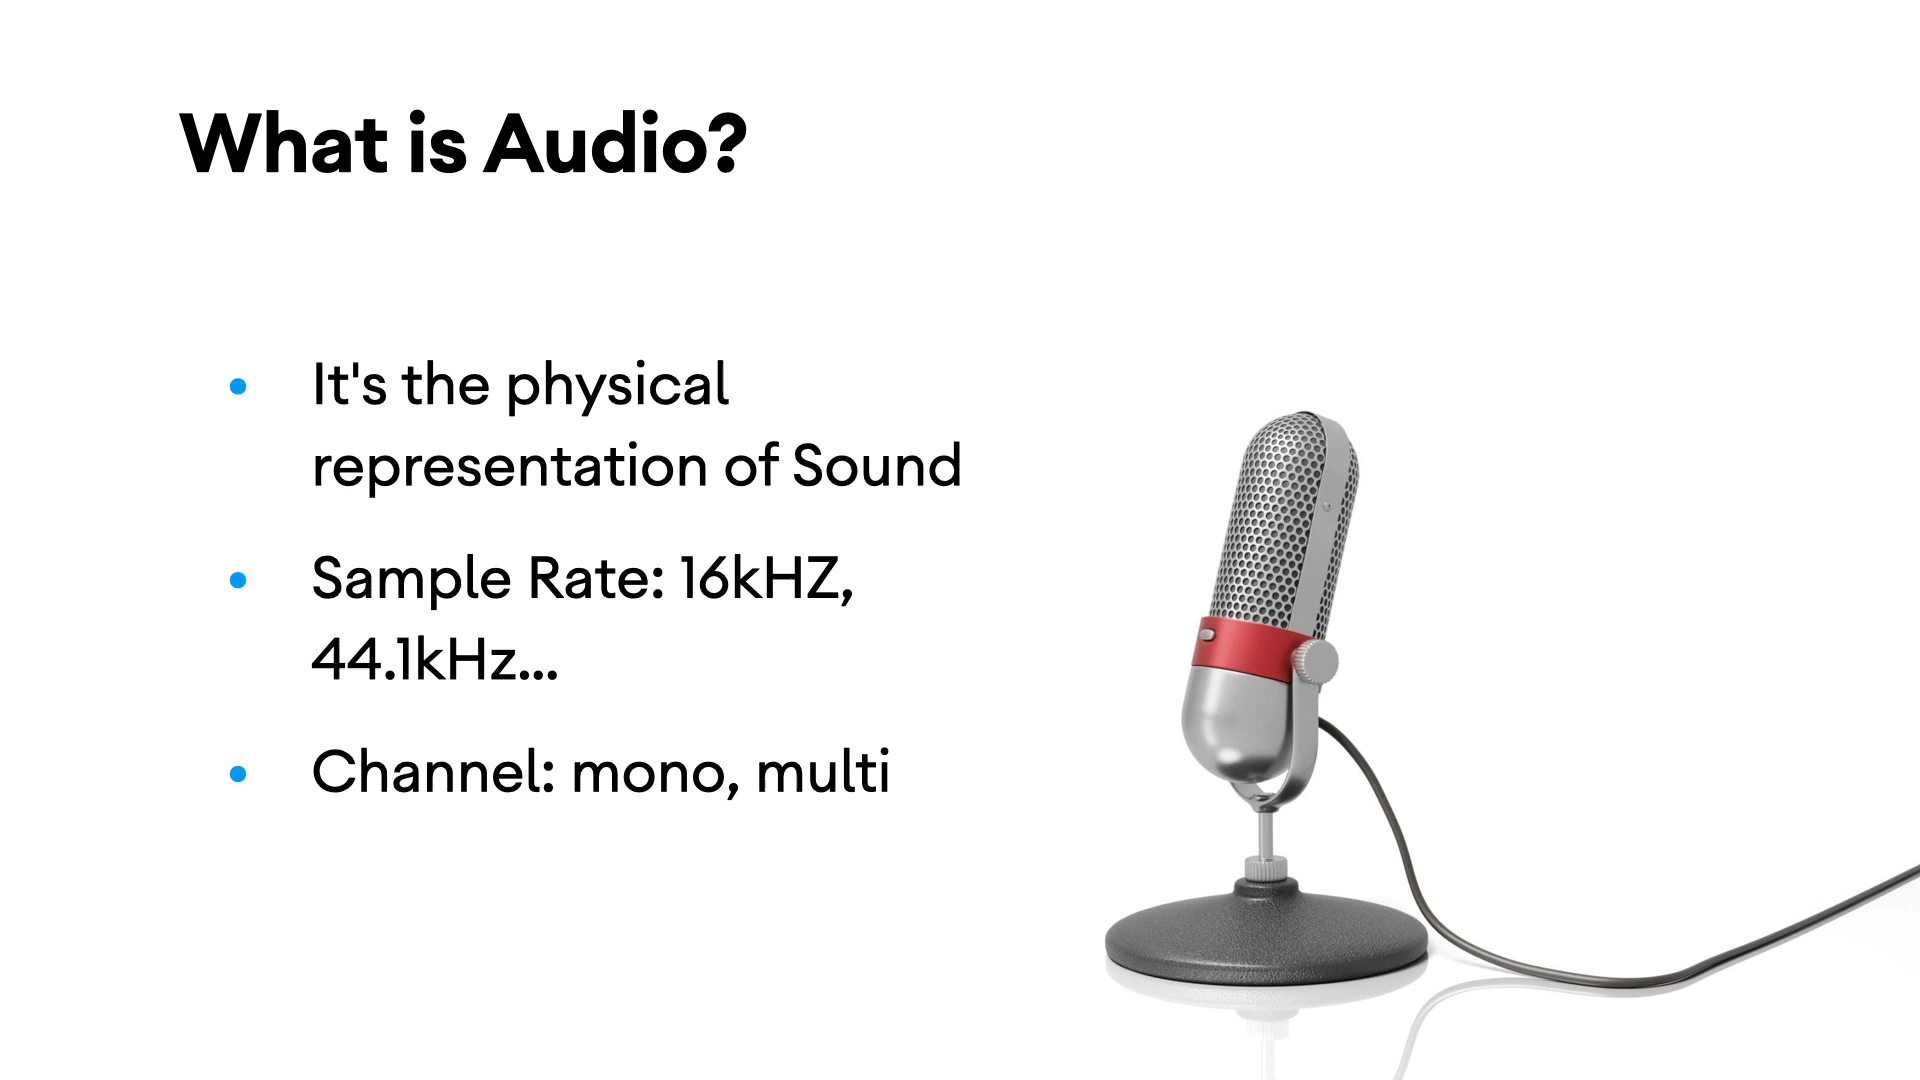 What is Audio?
• It's the physical
representation of Sound
• Sample Rate: 16kHZ,
44.1kHz...
• Channel: mono, multi